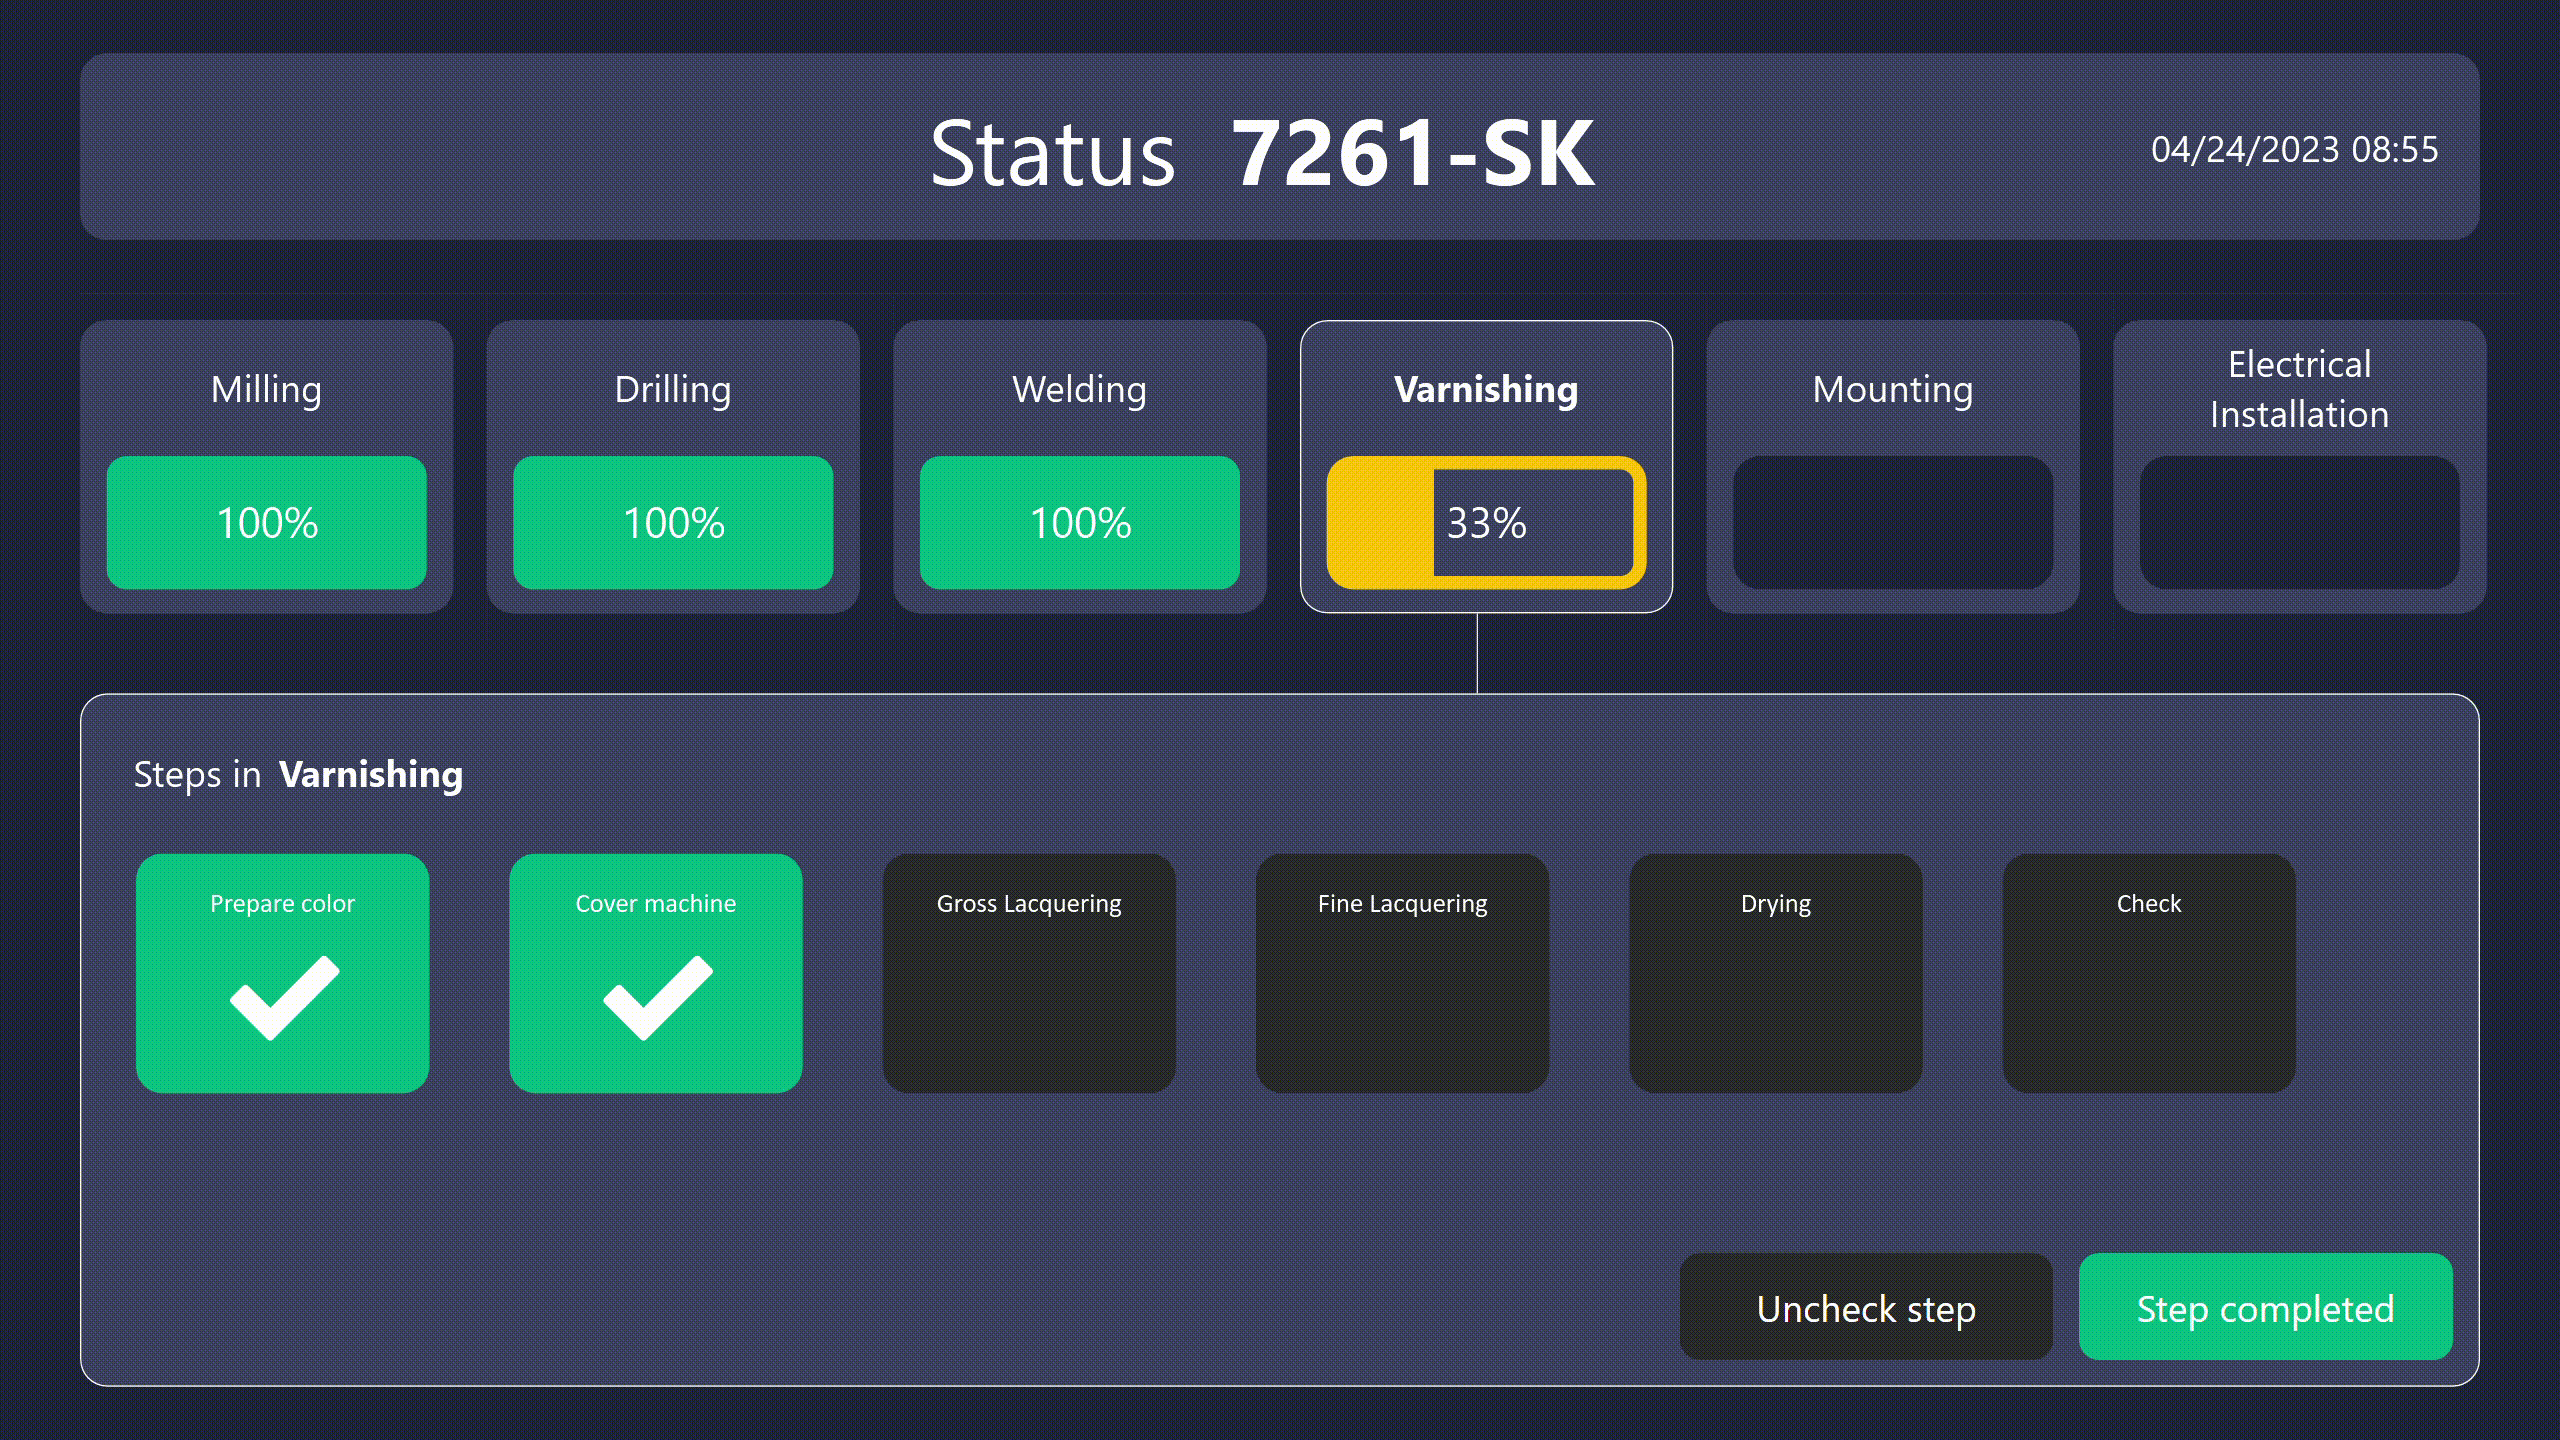 Status 7261-SK
04/24/2023 08:55
Milling
Drilling
Welding
Varnishing
Mounting
Electrical
Installation
100%
100%
100%
33%
Steps in Varnishing
Prepare color
Cover machine
Gross Lacquering
Fine Lacquering
Drying
Check
Uncheck step
Step completed